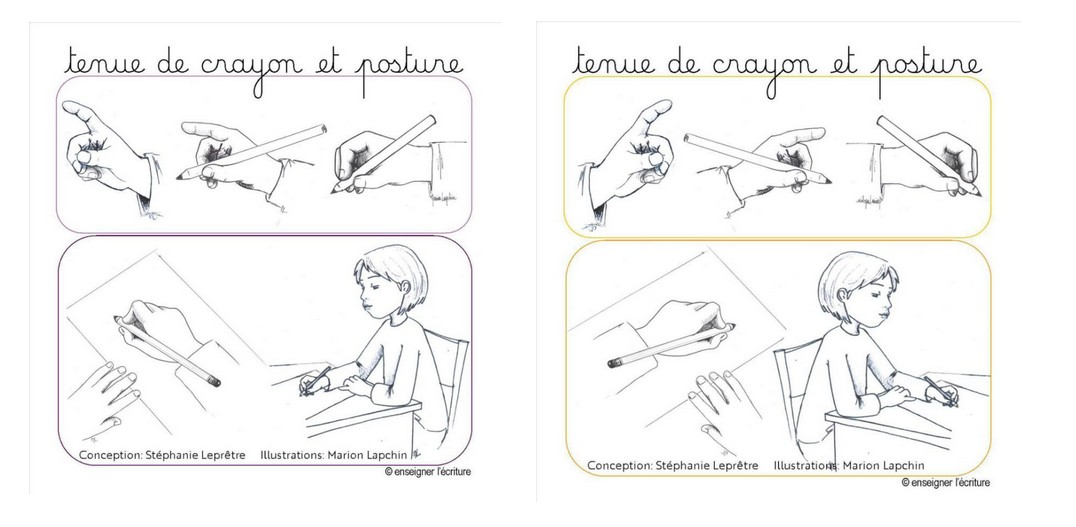 tenue de crayon et posture
Conception: Stéphanie Leprêtre Illustrations: Marion Lapchin
© enseigner l'écriture
tenue de crayon et posture
Conception: Stéphanie Leprêtre Illustrations: Marion Lapchin
© enseigner l'écriture